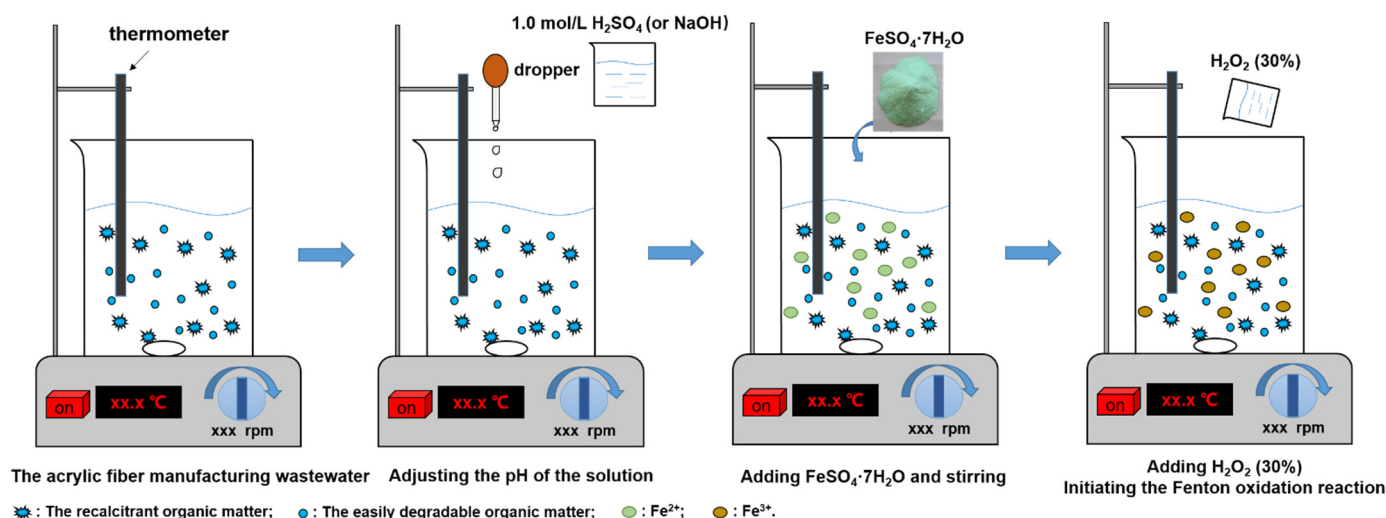 thermometer
1.0 mol/L H₂SO₄ (or NaOH)
dropper
FeSO₄·7H₂O
H₂O₂ (30%)
on
xx.x ℃
xxx rpm
on
xx.x ℃
xxx rpm
on
xx.x ℃
xxx rpm
on
xx.x ℃
xxx rpm
The acrylic fiber manufacturing wastewater
Adjusting the pH of the solution
Adding FeSO₄·7H₂O and stirring
Adding H₂O₂ (30%)
Initiating the Fenton oxidation reaction
: The recalcitrant organic matter; : The easily degradable organic matter; : Fe²⁺; : Fe³⁺.